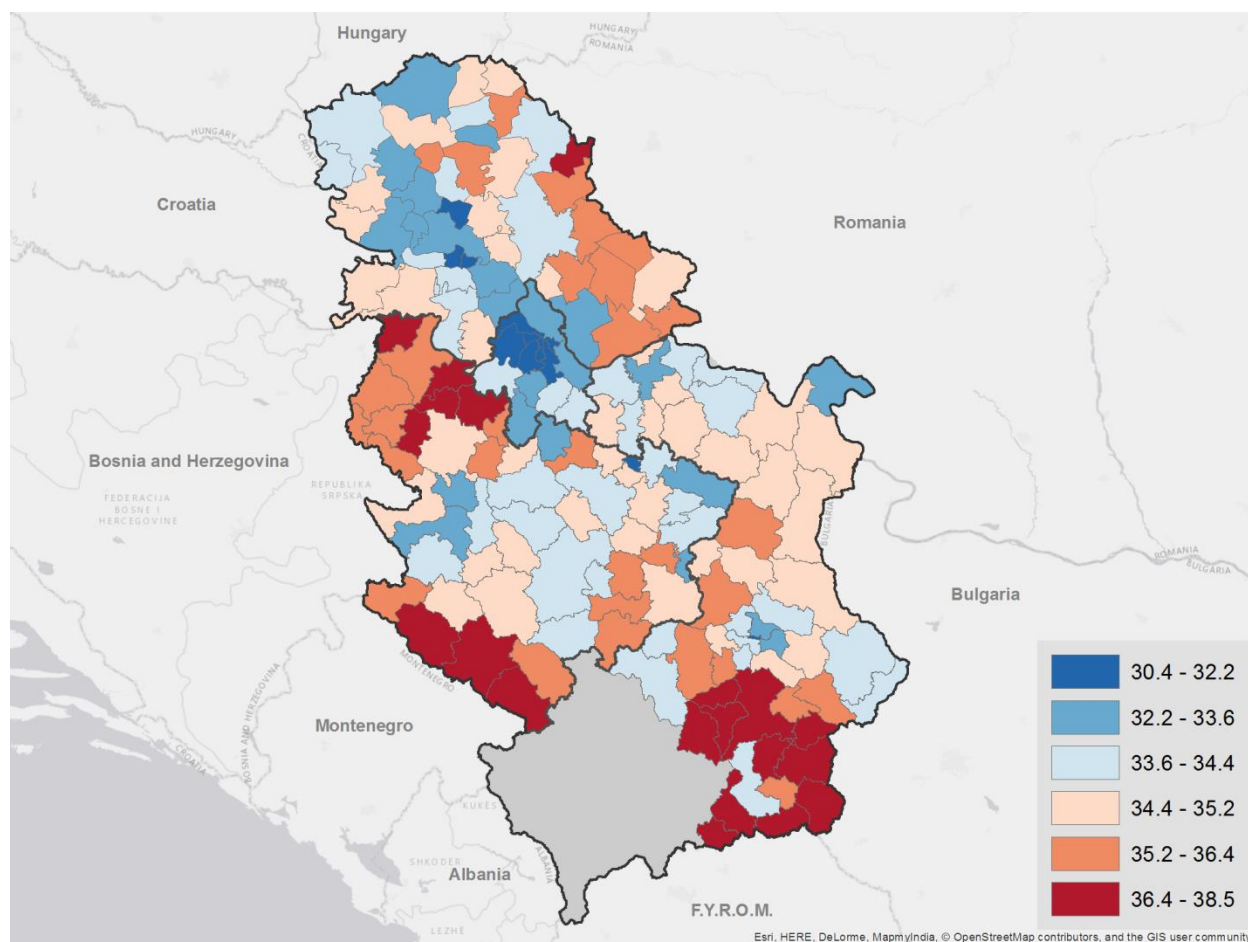 Hungary
HUNGARY
ROMANIA
HUNGARY
CROATIA
Croatia
Romania
Bosnia and Herzegovina
REPUBLIKA
SRPSKA
FEDERACIJA
BOSNE I
HERCEGOVINE
BULGARIA
ROMANIA
BULGARIA
Bulgaria
MONTENEGRO
BOSNIA AND HERZEGOVINA
CROATIA
Montenegro
KUKËS
SHKODËR
ALBANIA
Albania
LEZHË
F.Y.R.O.M.
30.4 - 32.2
32.2 - 33.6
33.6 - 34.4
34.4 - 35.2
35.2 - 36.4
36.4 - 38.5
Esri, HERE, DeLorme, MapmyIndia, © OpenStreetMap contributors, and the GIS user community